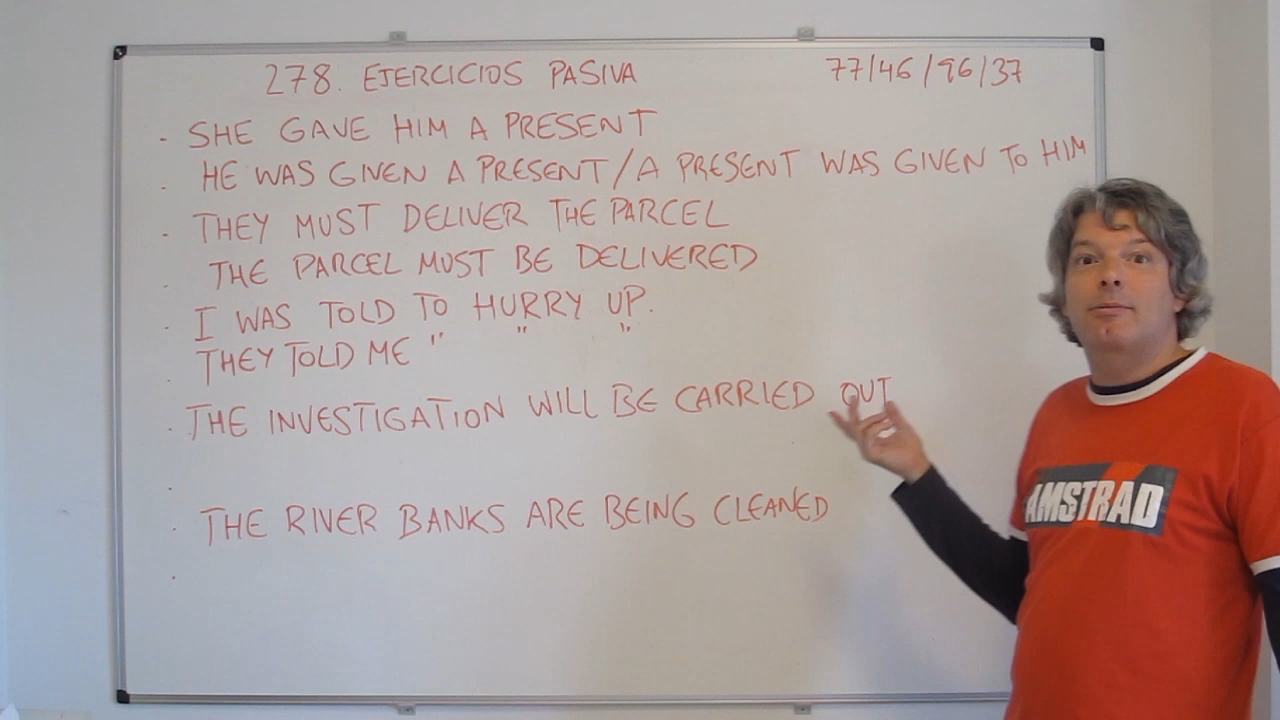 278. EJERCICIOS PASIVA 77/46/96/37
- SHE GAVE HIM A PRESENT
. HE WAS GIVEN A PRESENT/A PRESENT WAS GIVEN TO HIM
- THEY MUST DELIVER THE PARCEL
. THE PARCEL MUST BE DELIVERED
. I WAS TOLD TO HURRY UP.
. THEY TOLD ME " " "
. THE INVESTIGATION WILL BE CARRIED OUT
. THE RIVER BANKS ARE BEING CLEANED
AMSTRAD